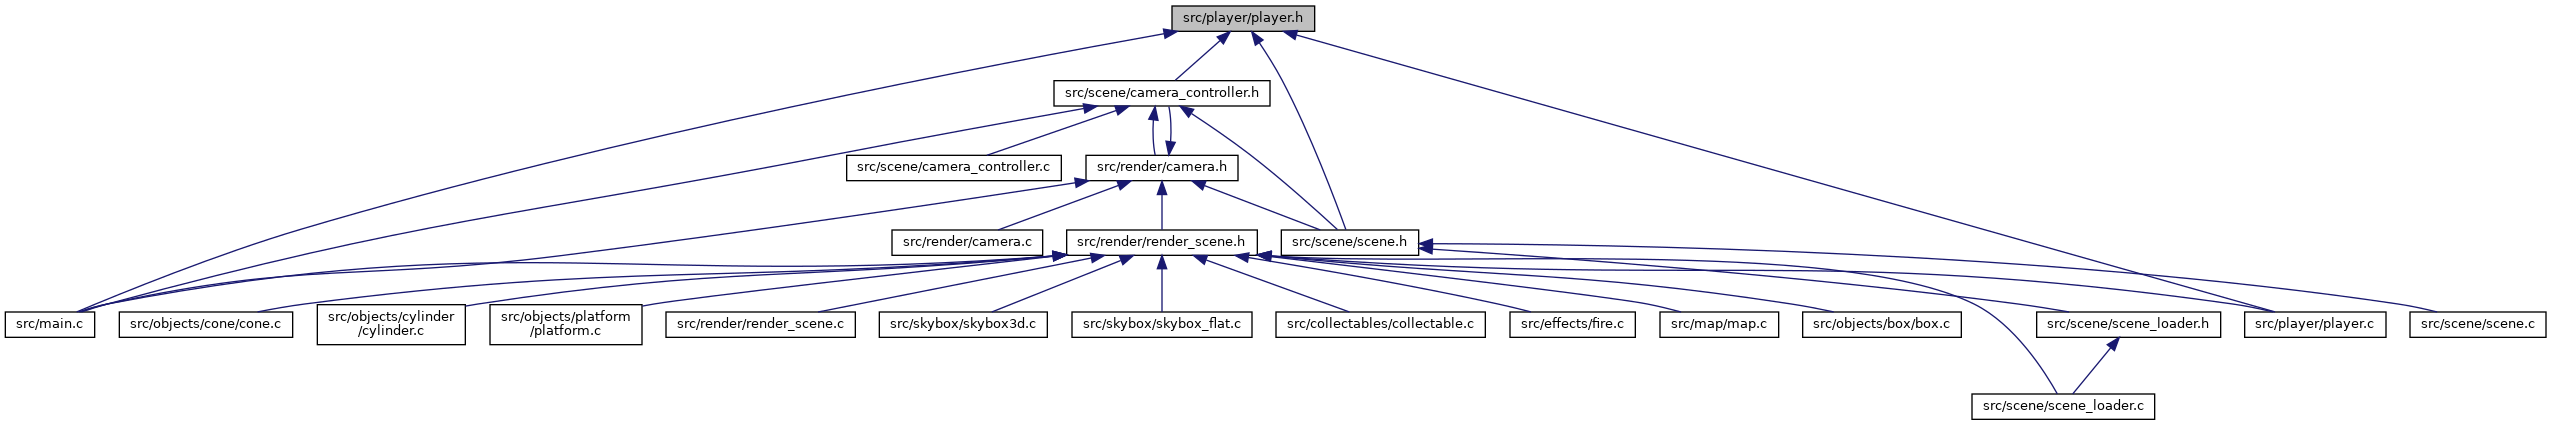 src/player/player.h
src/scene/camera_controller.h
src/scene/camera_controller.c
src/render/camera.h
src/render/camera.c
src/render/render_scene.h
src/scene/scene.h
src/main.c
src/objects/cone/cone.c
src/objects/cylinder
/cylinder.c
src/objects/platform
/platform.c
src/render/render_scene.c
src/skybox/skybox3d.c
src/skybox/skybox_flat.c
src/collectables/collectable.c
src/effects/fire.c
src/map/map.c
src/objects/box/box.c
src/scene/scene_loader.h
src/player/player.c
src/scene/scene.c
src/scene/scene_loader.c